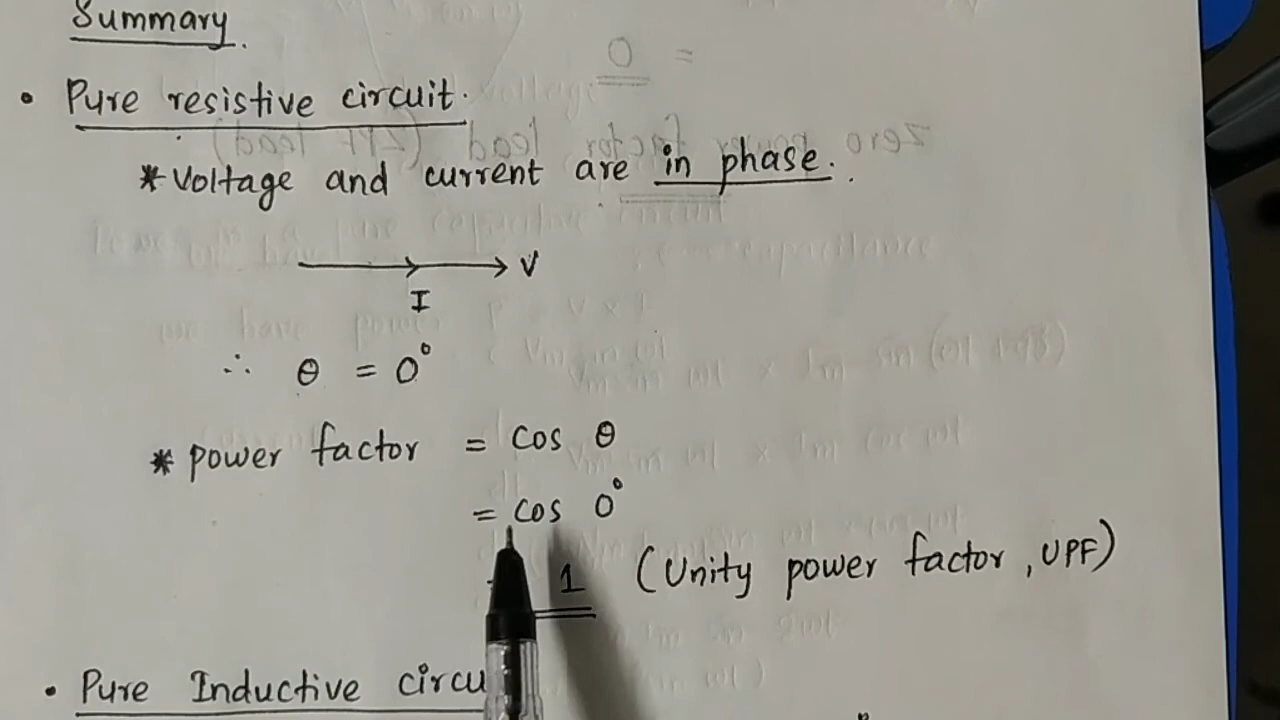 Summary.
• Pure resistive circuit.
* Voltage and current are in phase.
V
I
∴ θ = 0°
* power factor = cos θ
= cos 0°
1 (Unity power factor, UPF)
• Pure Inductive circu